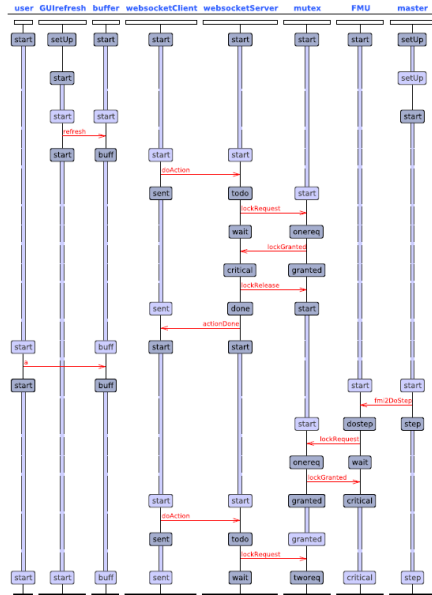 user GUIrefresh buffer websocketClient websocketServer mutex FMU master
start setUp start start start start start setUp
start setUp
start start start
refresh
start buff start start
doAction
sent todo start
lockRequest
wait onereq
lockGranted
critical granted
lockRelease
sent done start
actionDone
start buff start start
a
start buff start start
fmi2DoStep
start dostep step
lockRequest
onereq wait
lockGranted
start start granted critical
doAction
sent todo granted
lockRequest
start start buff sent wait tworeq critical step